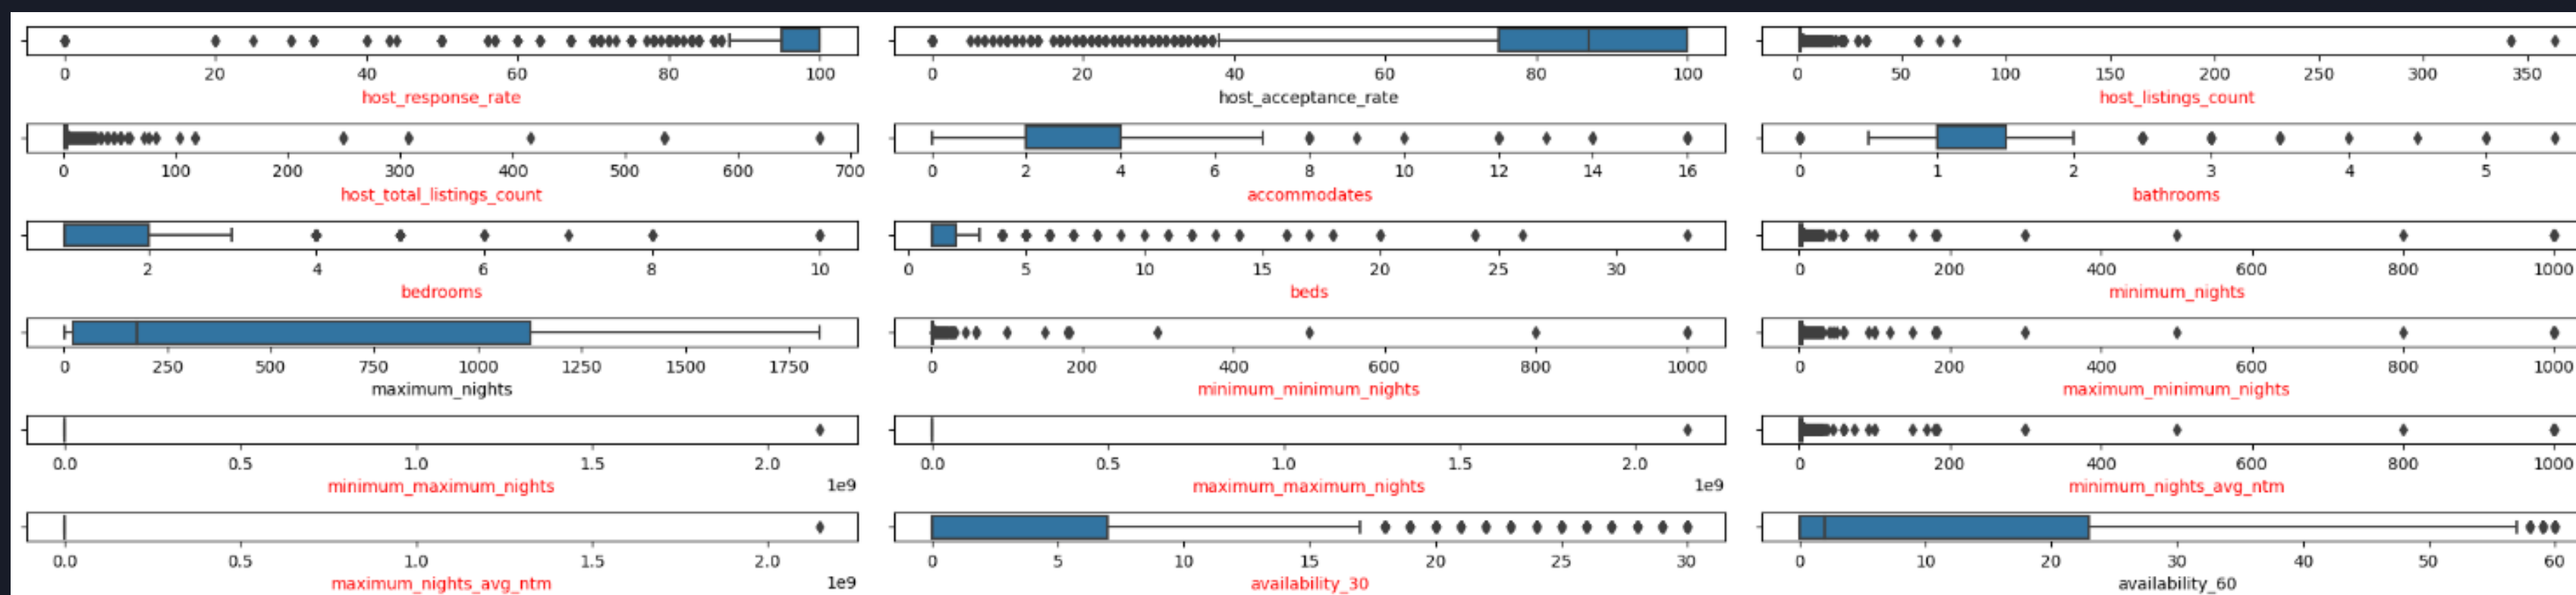 0 20 40 60 80 100 0 20 40 60 80 100 0 50 100 150 200 250 300 350
host_response_rate host_acceptance_rate host_listings_count
0 100 200 300 400 500 600 700 0 2 4 6 8 10 12 14 16 0 1 2 3 4 5
host_total_listings_count accommodates bathrooms
2 4 6 8 10 0 5 10 15 20 25 30 0 200 400 600 800 1000
bedrooms beds minimum_nights
0 250 500 750 1000 1250 1500 1750 0 200 400 600 800 1000 0 200 400 600 800 1000
maximum_nights minimum_minimum_nights maximum_minimum_nights
0.0 0.5 1.0 1.5 2.0 0.0 0.5 1.0 1.5 2.0 0 200 400 600 800 1000
minimum_maximum_nights 1e9 maximum_maximum_nights 1e9 minimum_nights_avg_ntm
0.0 0.5 1.0 1.5 2.0 0 5 10 15 20 25 30 0 10 20 30 40 50 60
maximum_nights_avg_ntm 1e9 availability_30 availability_60